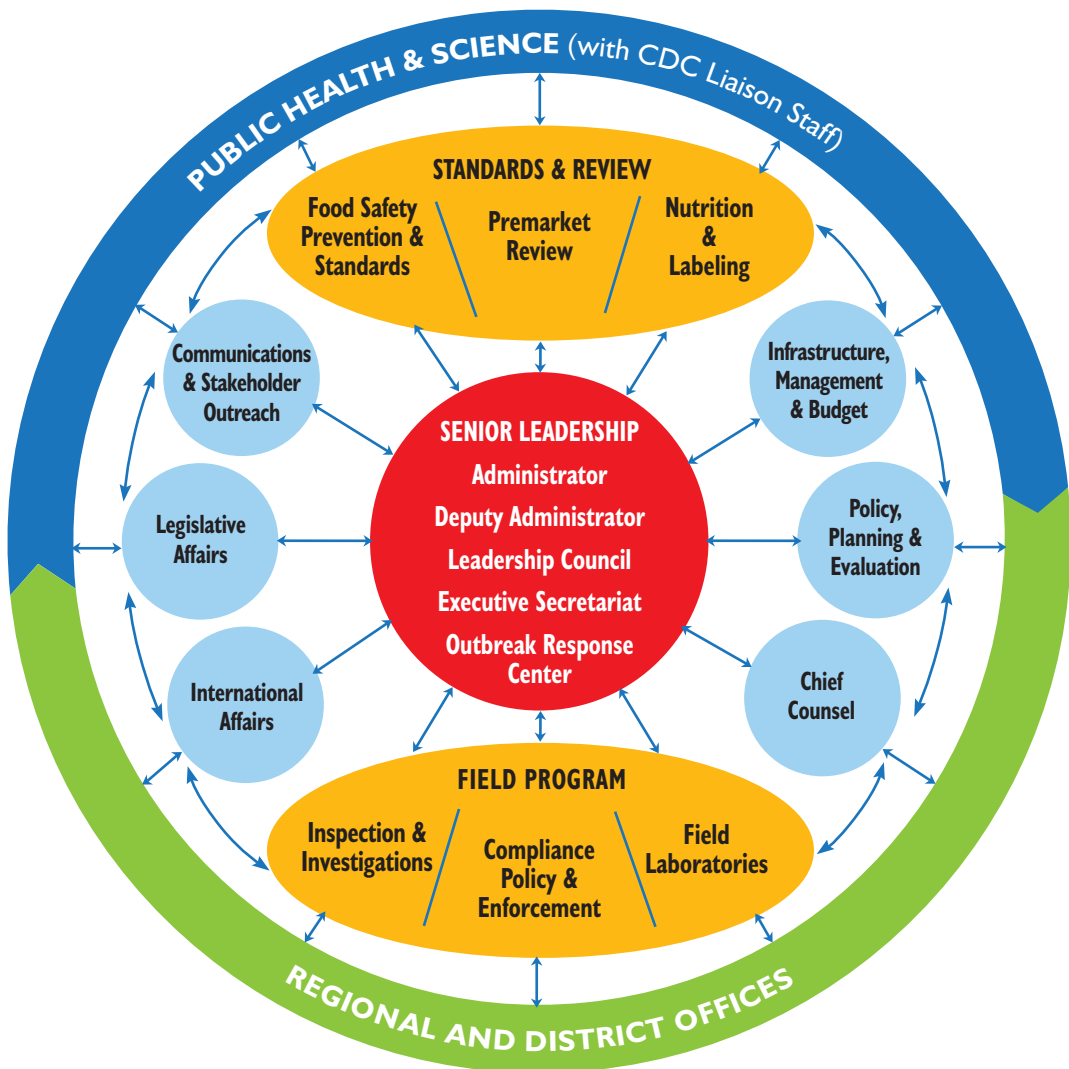 PUBLIC HEALTH & SCIENCE (with CDC Liaison Staff)
STANDARDS & REVIEW
Food Safety
Prevention &
Standards
Premarket
Review
Nutrition
&
Labeling
Communications
& Stakeholder
Outreach
Infrastructure,
Management
& Budget
SENIOR LEADERSHIP
Administrator
Deputy Administrator
Leadership Council
Executive Secretariat
Outbreak Response
Center
Legislative
Affairs
Policy,
Planning &
Evaluation
International
Affairs
Chief
Counsel
FIELD PROGRAM
Inspection &
Investigations
Compliance
Policy &
Enforcement
Field
Laboratories
REGIONAL AND DISTRICT OFFICES